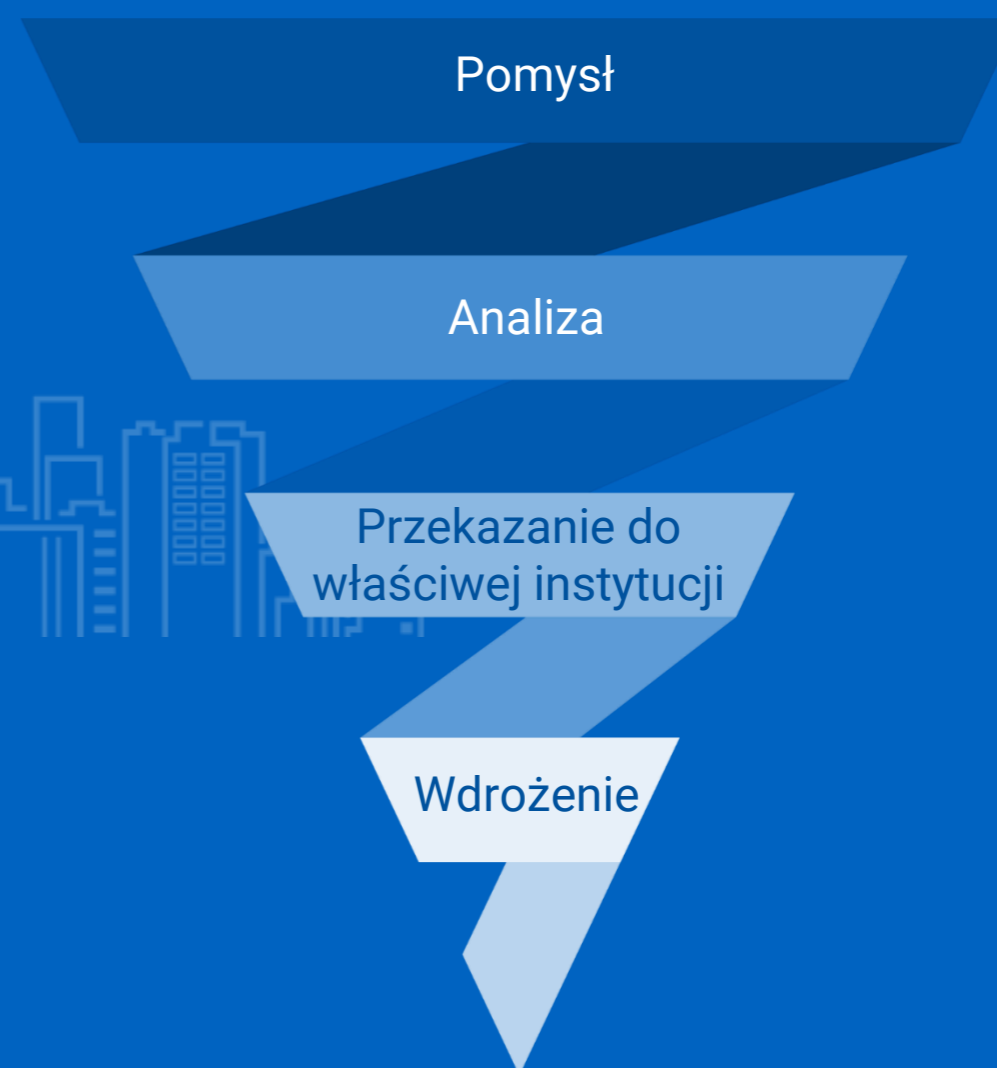 Pomysł
Analiza
Przekazanie do
właściwej instytucji
Wdrożenie